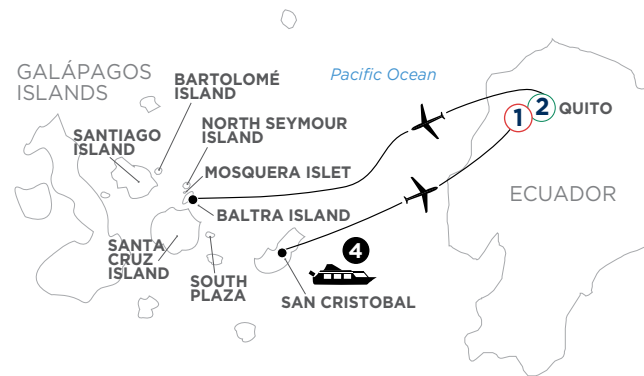 GALÁPAGOS
ISLANDS
BARTOLOMÉ
ISLAND
Pacific Ocean
NORTH SEYMOUR
ISLAND
SANTIAGO
ISLAND
MOSQUERA ISLET
BALTRA ISLAND
SANTA
CRUZ
ISLAND
SOUTH
PLAZA
4
SAN CRISTOBAL
1
2
QUITO
ECUADOR